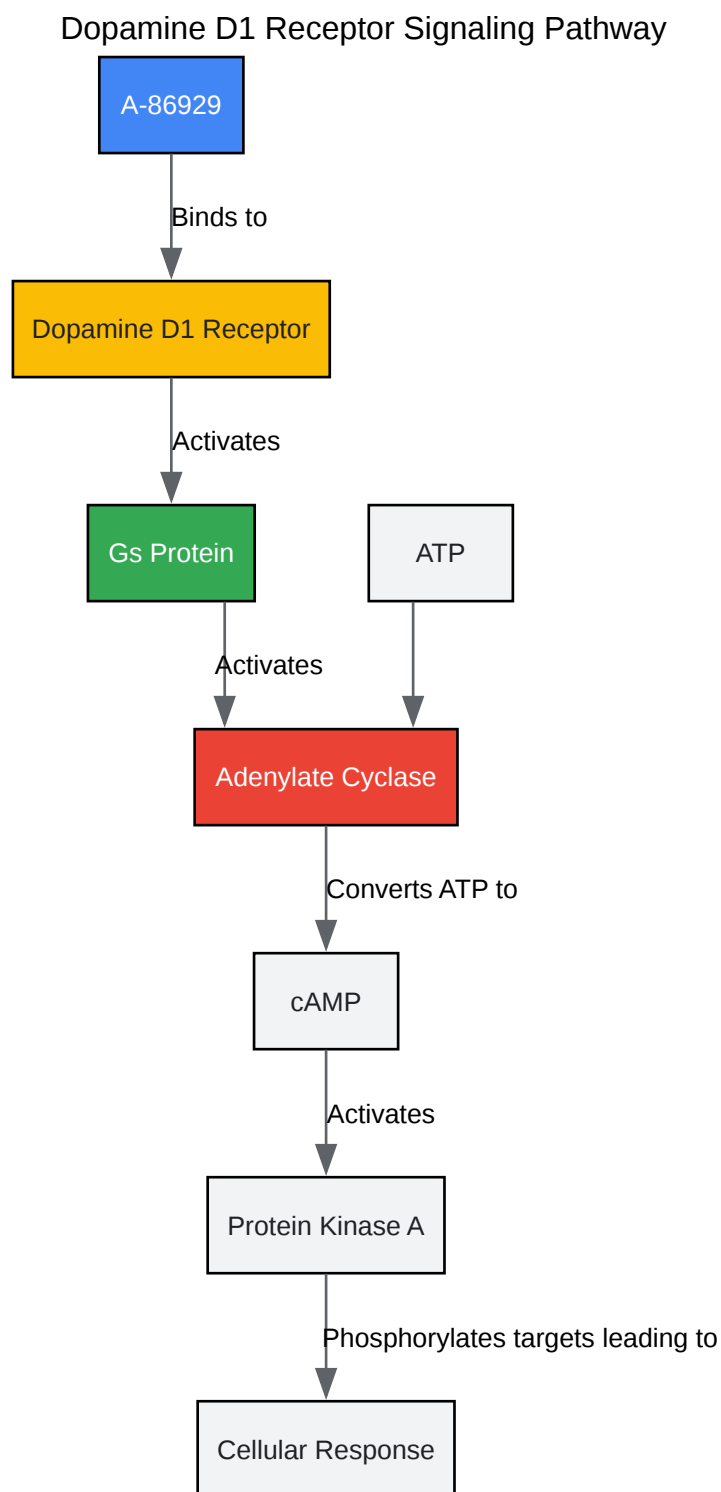 Dopamine D1 Receptor Signaling Pathway
A-86929
Binds to
Dopamine D1 Receptor
Activates
Gs Protein
ATP
Activates
Adenylate Cyclase
Converts ATP to
cAMP
Activates
Protein Kinase A
Phosphorylates targets leading to
Cellular Response